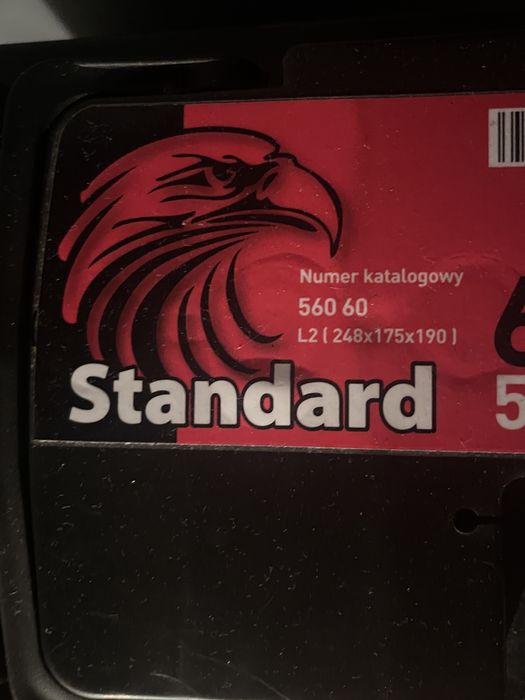 Numer katalogowy
560 60
L2 ( 248x175x190 )
Standard